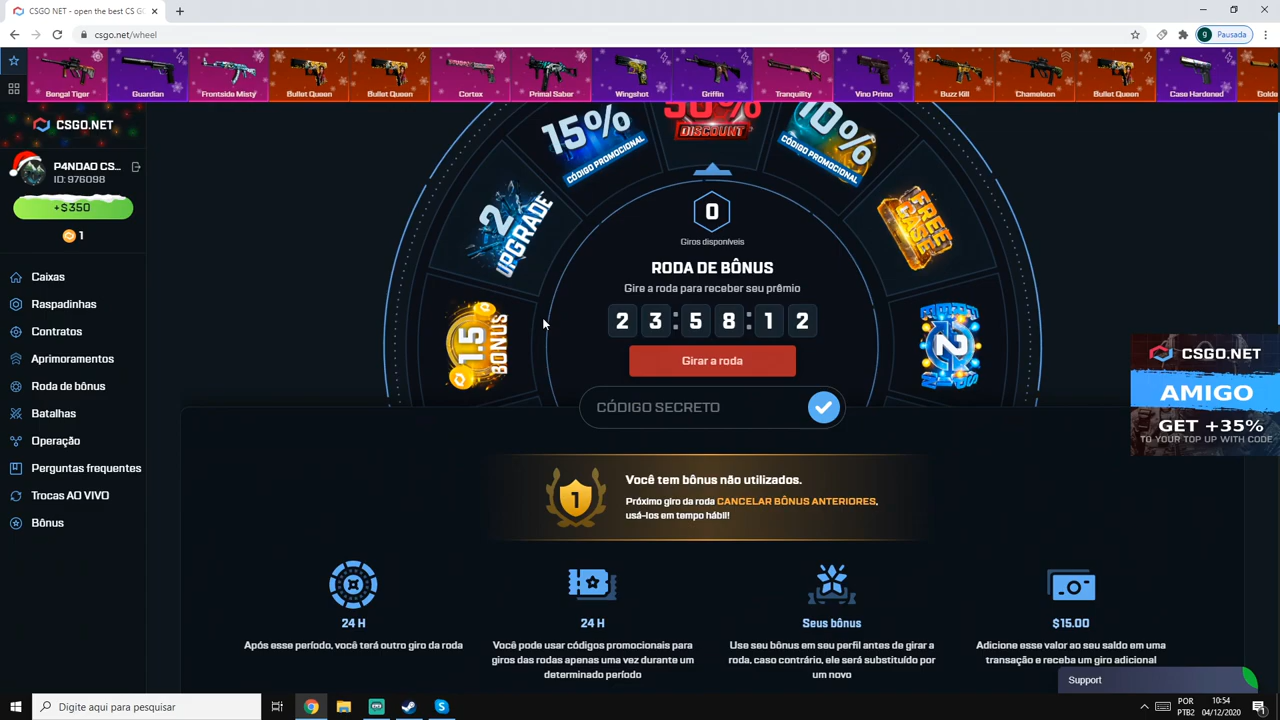 CSGO NET - open the best CS GO
csgo.net/wheel
Pausada
Bengal Tiger
Guardian
Frontside Misty
Bullet Queen
Bullet Queen
Cortex
Primal Saber
Wingshot
Griffin
Tranquility
Vino Primo
Buzz Kill
Chameleon
Bullet Queen
Case Hardened
Golde
CSGO.NET
P4NDAO CS...
ID: 976098
+$350
1
Caixas
Raspadinhas
Contratos
Aprimoramentos
Roda de bônus
Batalhas
Operação
Perguntas frequentes
Trocas AO VIVO
Bônus
1.5 BONUS
2 UPGRADE
15% CÓDIGO PROMOCIONAL
DISCOUNT
10% CÓDIGO PROMOCIONAL
FREE CASE
0
Giros disponíveis
RODA DE BÔNUS
Gire a roda para receber seu prêmio
2 3 : 5 8 : 1 2
Girar a roda
CÓDIGO SECRETO
1
Você tem bônus não utilizados.
Próximo giro da roda CANCELAR BÔNUS ANTERIORES,
usá-los em tempo hábil!
24 H
Após esse período, você terá outro giro da roda
24 H
Você pode usar códigos promocionais para
giros das rodas apenas uma vez durante um
determinado período
Seus bônus
Use seu bônus em seu perfil antes de girar a
roda, caso contrário, ele será substituído por
um novo
$15.00
Adicione esse valor ao seu saldo em uma
transação e receba um giro adicional
CSGO.NET
AMIGO
GET +35%
TO YOUR TOP UP WITH CODE
Support
Digite aqui para pesquisar
POR
PTB2
10:54
04/12/2020